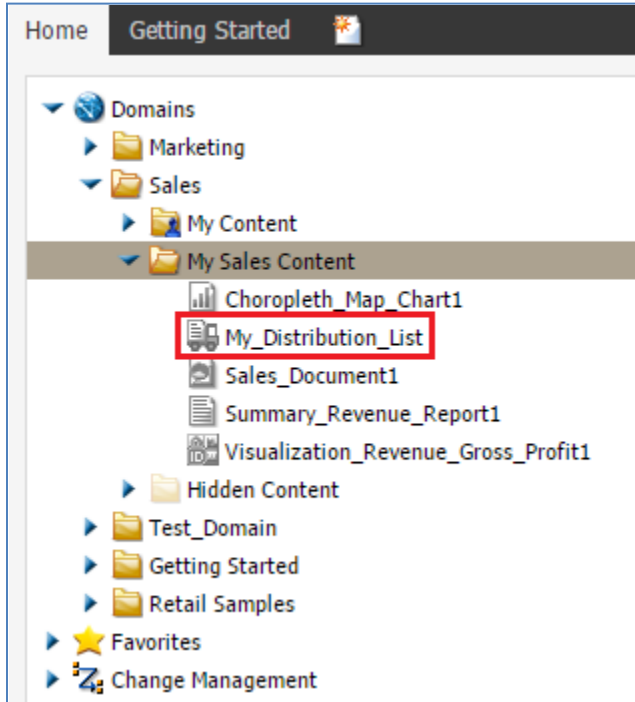 Home Getting Started
Domains
Marketing
Sales
My Content
My Sales Content
Choropleth_Map_Chart1
My_Distribution_List
Sales_Document1
Summary_Revenue_Report1
Visualization_Revenue_Gross_Profit1
Hidden Content
Test_Domain
Getting Started
Retail Samples
Favorites
Change Management